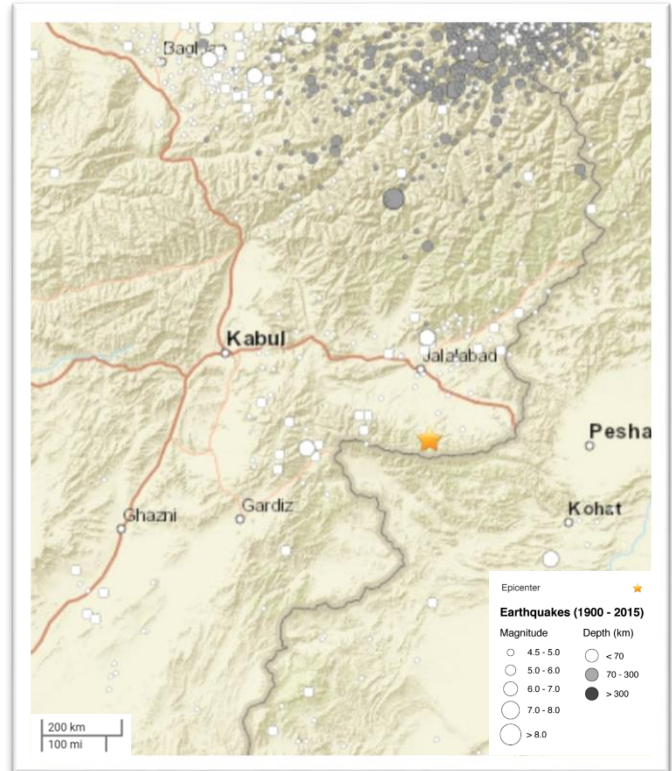 Baghlan
Kabul
Jalalabad
Pesha
Ghazni
Gardiz
Kohat
Epicenter
Earthquakes (1900 - 2015)
Magnitude
Depth (km)
4.5 - 5.0
< 70
5.0 - 6.0
70 - 300
6.0 - 7.0
> 300
7.0 - 8.0
> 8.0
200 km
100 mi